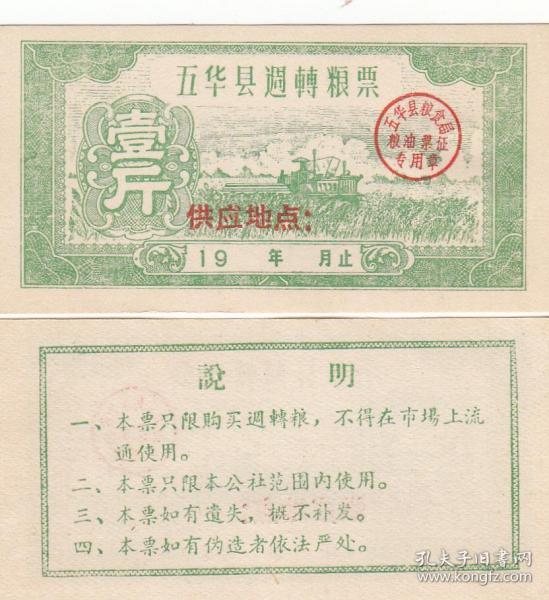 五华县週轉粮票
壹斤
五华县粮食局
粮油票证
专用章
供应地点：
19 年 月止
說 明
一、本票只限购买週轉粮，不得在市場上流
通使用。
二、本票只限本公社范围内使用。
三、本票如有遺失，概不补发。
四、本票如有伪造者依法严处。
孔夫子旧书网
www.kongfz.com